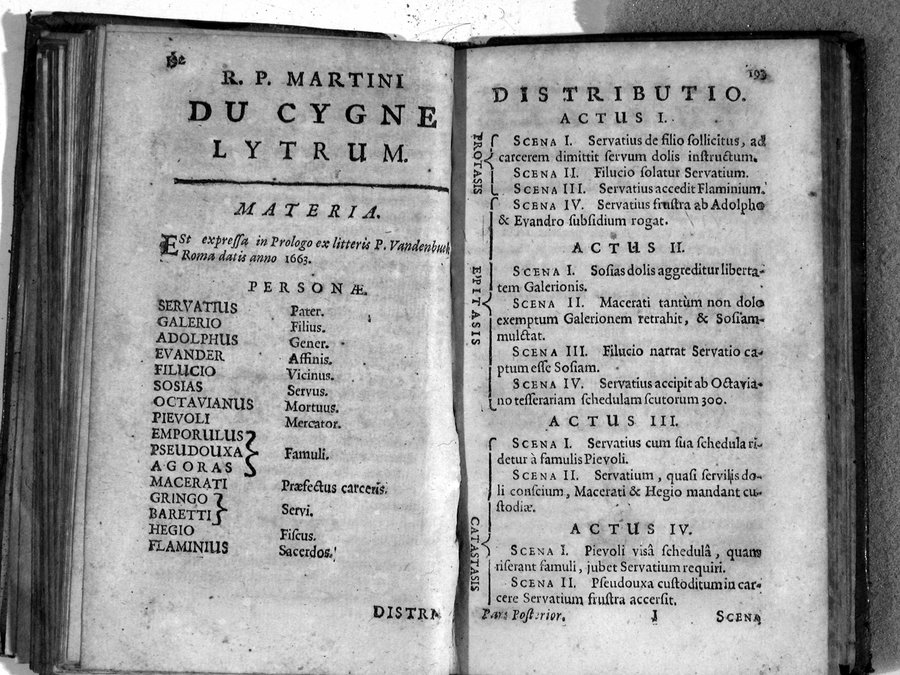 192
R. P. MARTINI
DU CYGNE
LYTRUM.
MATERIA.
ESt expreſſa in Prologo ex litteris P. Vandenbuck
Roma datis anno 1663.
PERSONÆ.
SERVATIUS Pater.
GALERIO Filius.
ADOLPHUS Gener.
EVANDER Affinis.
FILUCIO Vicinus.
SOSIAS Servus.
OCTAVIANUS Mortuus.
PIEVOLI Mercator.
EMPORULUS
PSEUDOUXA Famuli.
AGORAS
MACERATI Præfectus carceris.
GRINGO
BARETTI Servi.
HEGIO Fiſcus.
FLAMINIUS Sacerdos.
DISTRI
193
DISTRIBUTIO.
ACTUS I.
PROTASIS
SCENA I. Servatius de filio ſollicitus, ad
carcerem dimittit ſervum dolis inſtructum.
SCENA II. Filucio ſolatur Servatium.
SCENA III. Servatius accedit Flaminium.
EPITASIS
SCENA IV. Servatius fruſtra ab Adolpho
& Evandro ſubſidium rogat.
ACTUS II.
SCENA I. Soſias dolis aggreditur liberta-
tem Galerionis.
SCENA II. Macerati tantùm non dolo
exemptum Galerionem retrahit, & Soſiam
mulctat.
SCENA III. Filucio narrat Servatio ca-
ptum eſſe Soſiam.
SCENA IV. Servatius accipit ab Octavia-
no teſſerariam ſchedulam ſcutorum 300.
ACTUS III.
CATASTASIS
SCENA I. Servatius cum ſua ſchedula ri-
detur à famulis Pievoli.
SCENA II. Servatium, quaſi ſervilis do-
li conſcium, Macerati & Hegio mandant cu-
ſtodiæ.
ACTUS IV.
SCENA I. Pievoli viſâ ſchedulâ, quam
riſerant famuli, jubet Servatium requiri.
SCENA II. Pſeudouxa cuſtoditum in car-
cere Servatium fruſtra accerſit.
Pars Poſterior. I SCENA